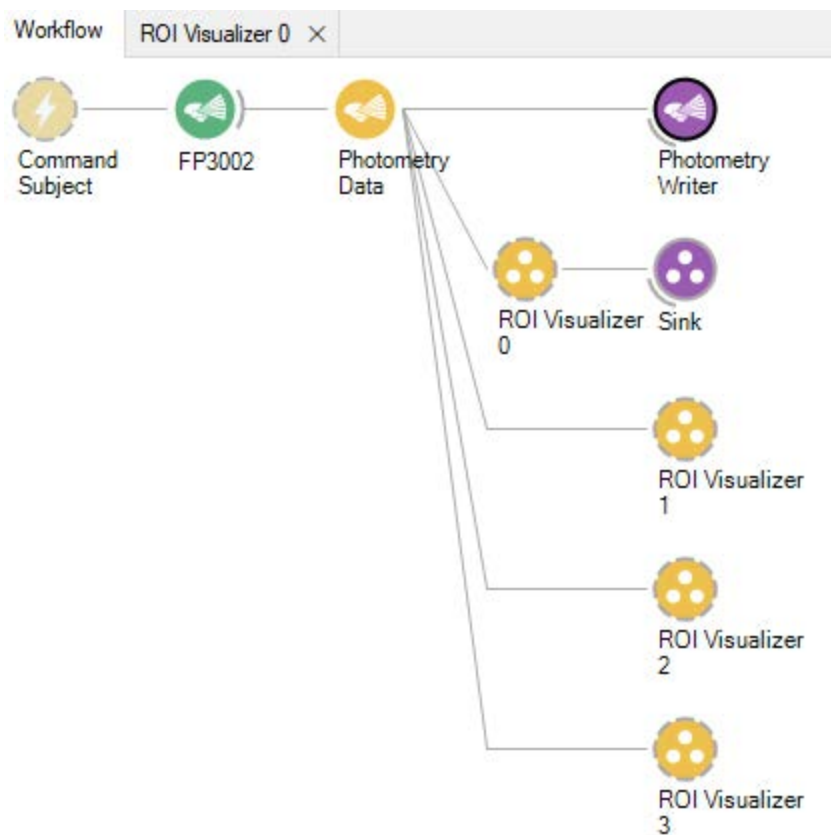 Workflow
ROI Visualizer 0 ×
Command
Subject
FP3002
Photometry
Data
Photometry
Writer
ROI Visualizer
0
Sink
ROI Visualizer
1
ROI Visualizer
2
ROI Visualizer
3